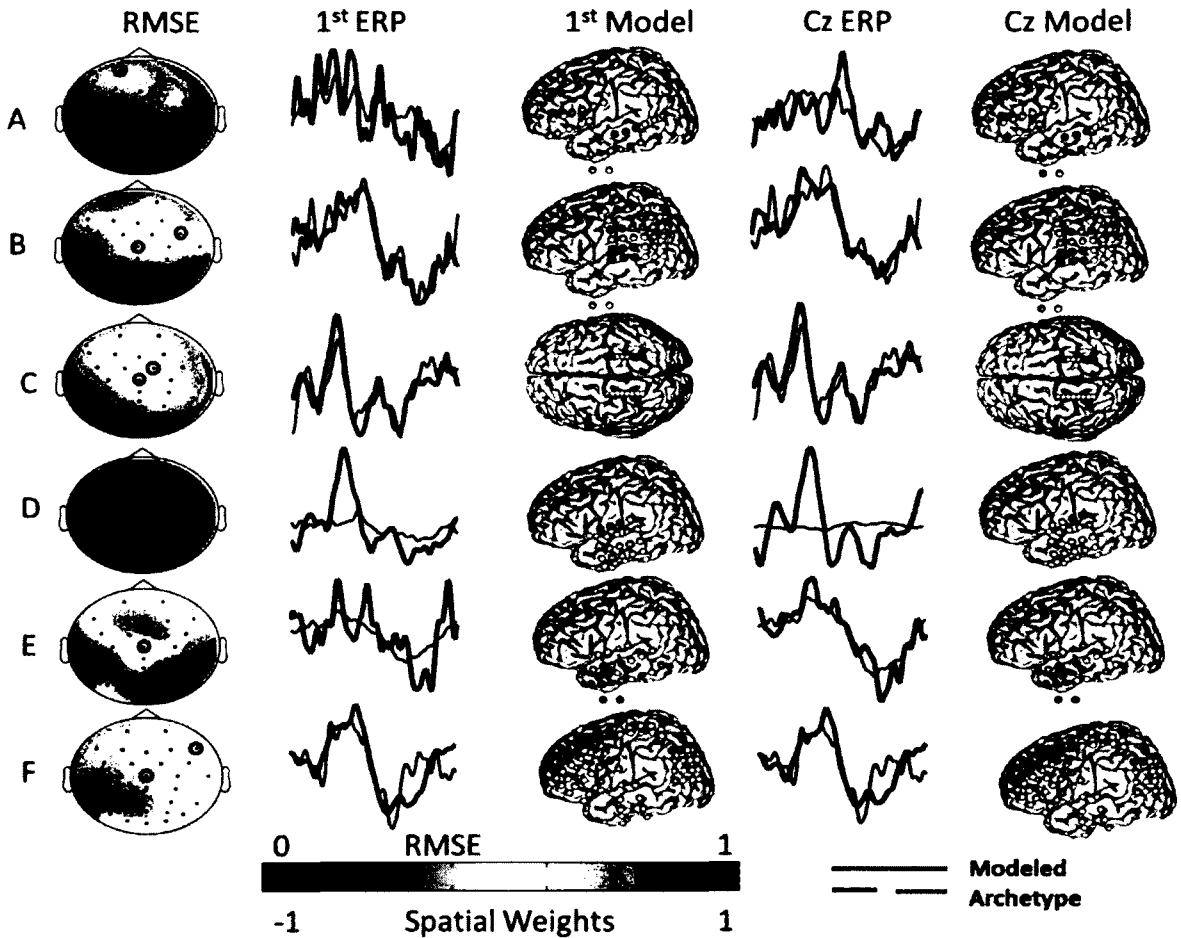 RMSE 1st ERP 1st Model Cz ERP Cz Model
A
B
C
D
E
F
0 RMSE 1
-1 Spatial Weights 1
Modeled
Archetype